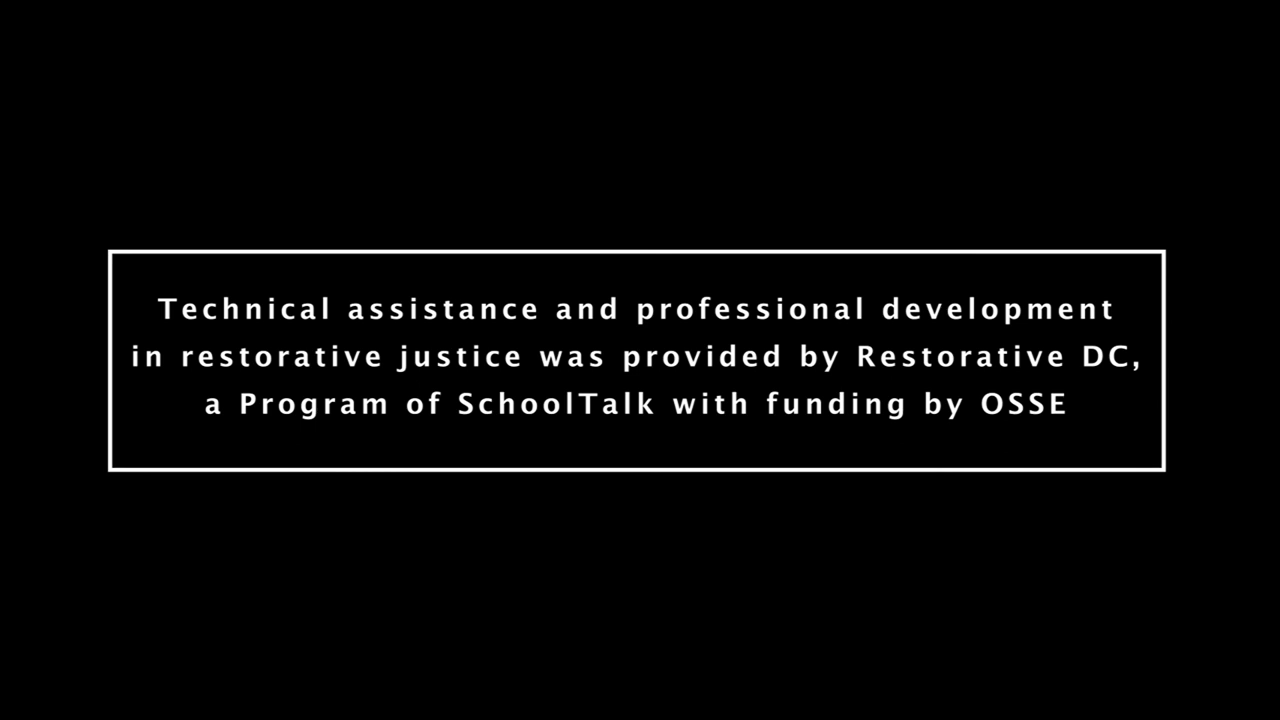 Technical assistance and professional development
in restorative justice was provided by Restorative DC,
a Program of SchoolTalk with funding by OSSE